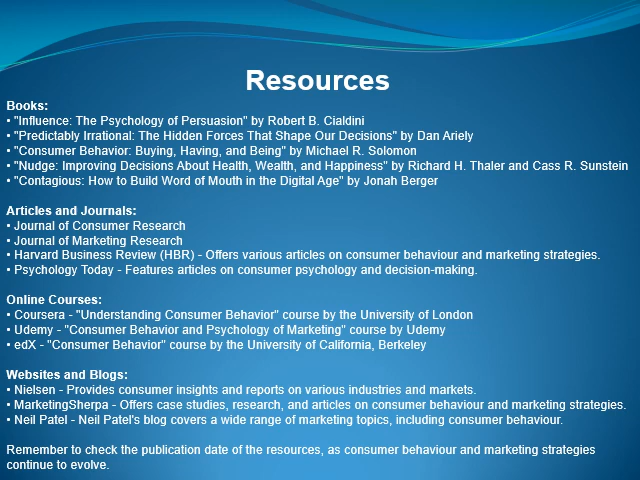 Resources
Books:
• "Influence: The Psychology of Persuasion" by Robert B. Cialdini
• "Predictably Irrational: The Hidden Forces That Shape Our Decisions" by Dan Ariely
• "Consumer Behavior: Buying, Having, and Being" by Michael R. Solomon
• "Nudge: Improving Decisions About Health, Wealth, and Happiness" by Richard H. Thaler and Cass R. Sunstein
• "Contagious: How to Build Word of Mouth in the Digital Age" by Jonah Berger
Articles and Journals:
• Journal of Consumer Research
• Journal of Marketing Research
• Harvard Business Review (HBR) - Offers various articles on consumer behaviour and marketing strategies.
• Psychology Today - Features articles on consumer psychology and decision-making.
Online Courses:
• Coursera - "Understanding Consumer Behavior" course by the University of London
• Udemy - "Consumer Behavior and Psychology of Marketing" course by Udemy
• edX - "Consumer Behavior" course by the University of California, Berkeley
Websites and Blogs:
• Nielsen - Provides consumer insights and reports on various industries and markets.
• MarketingSherpa - Offers case studies, research, and articles on consumer behaviour and marketing strategies.
• Neil Patel - Neil Patel's blog covers a wide range of marketing topics, including consumer behaviour.
Remember to check the publication date of the resources, as consumer behaviour and marketing strategies
continue to evolve.